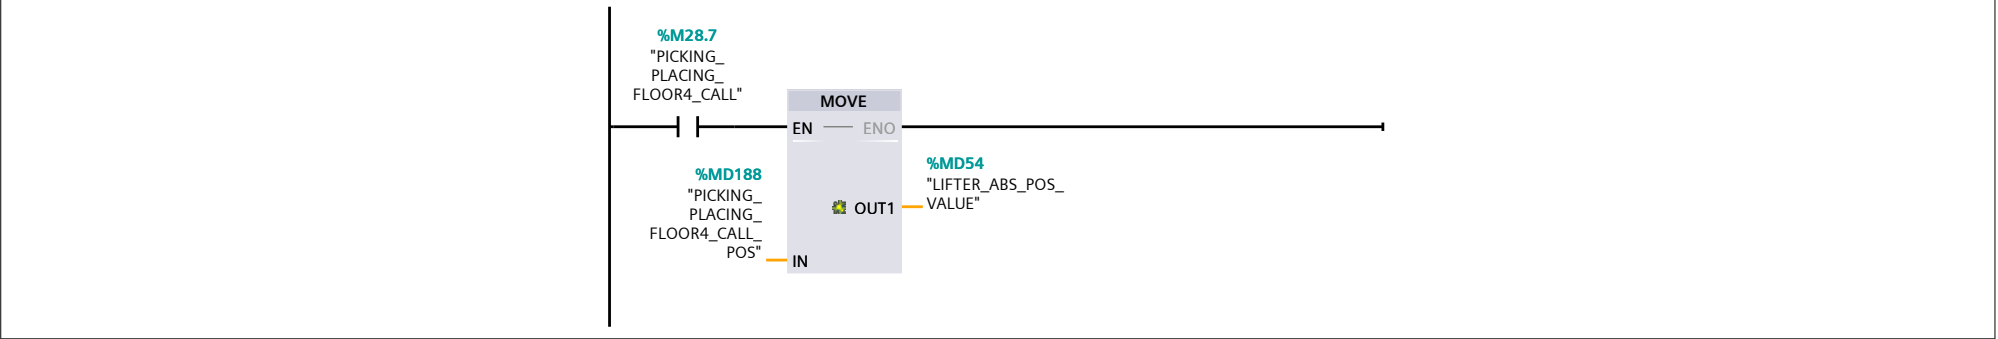 %M28.7
"PICKING_
PLACING_
FLOOR4_CALL"
MOVE
EN
ENO
%MD188
"PICKING_
PLACING_
FLOOR4_CALL_
POS"
IN
OUT1
%MD54
"LIFTER_ABS_POS_
VALUE"